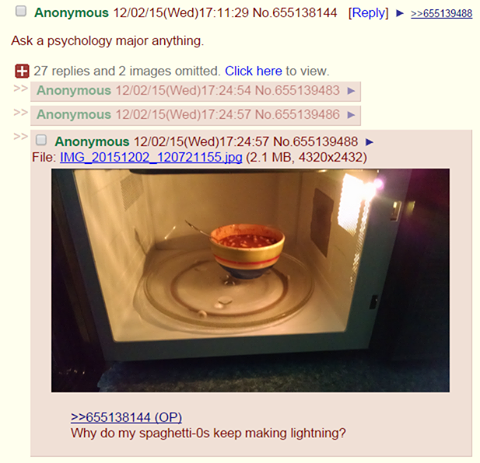 Anonymous 12/02/15(Wed)17:11:29 No.655138144 [Reply] ► >>655139488
Ask a psychology major anything.
27 replies and 2 images omitted. Click here to view.
>> Anonymous 12/02/15(Wed)17:24:54 No.655139483 ►
>> Anonymous 12/02/15(Wed)17:24:57 No.655139486 ►
>> Anonymous 12/02/15(Wed)17:24:57 No.655139488 ►
File: IMG_20151202_120721155.jpg (2.1 MB, 4320x2432)
>>655138144 (OP)
Why do my spaghetti-0s keep making lightning?